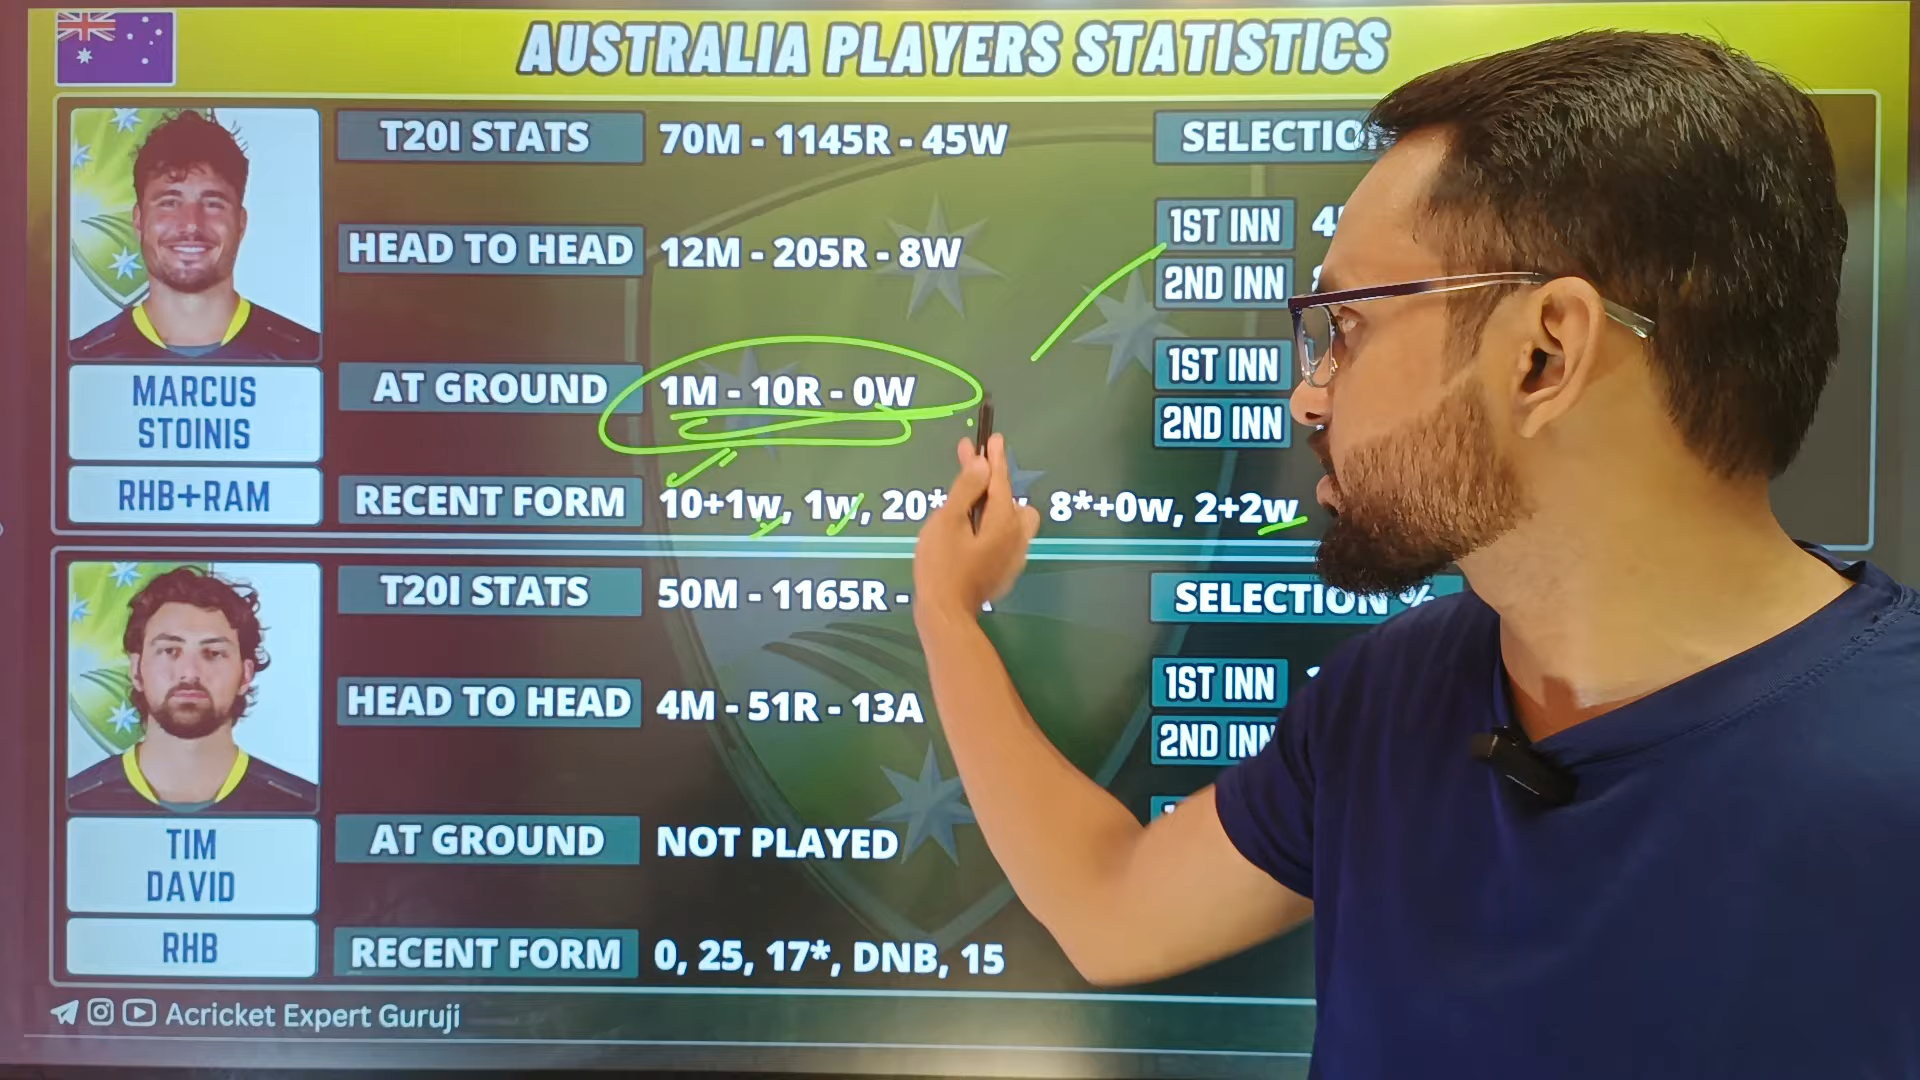 AUSTRALIA PLAYERS STATISTICS
T20I STATS 70M - 1145R - 45W
HEAD TO HEAD 12M - 205R - 8W
AT GROUND 1M - 10R - 0W
RECENT FORM 10+1w, 1w, 20* 8*+0w, 2+2w
MARCUS
STOINIS
RHB+RAM
1ST INN
2ND INN
1ST INN
2ND INN
T20I STATS 50M - 1165R -
HEAD TO HEAD 4M - 51R - 13A
AT GROUND NOT PLAYED
RECENT FORM 0, 25, 17*, DNB, 15
TIM
DAVID
RHB
SELECTION %
1ST INN
2ND INN
Acricket Expert Guruji